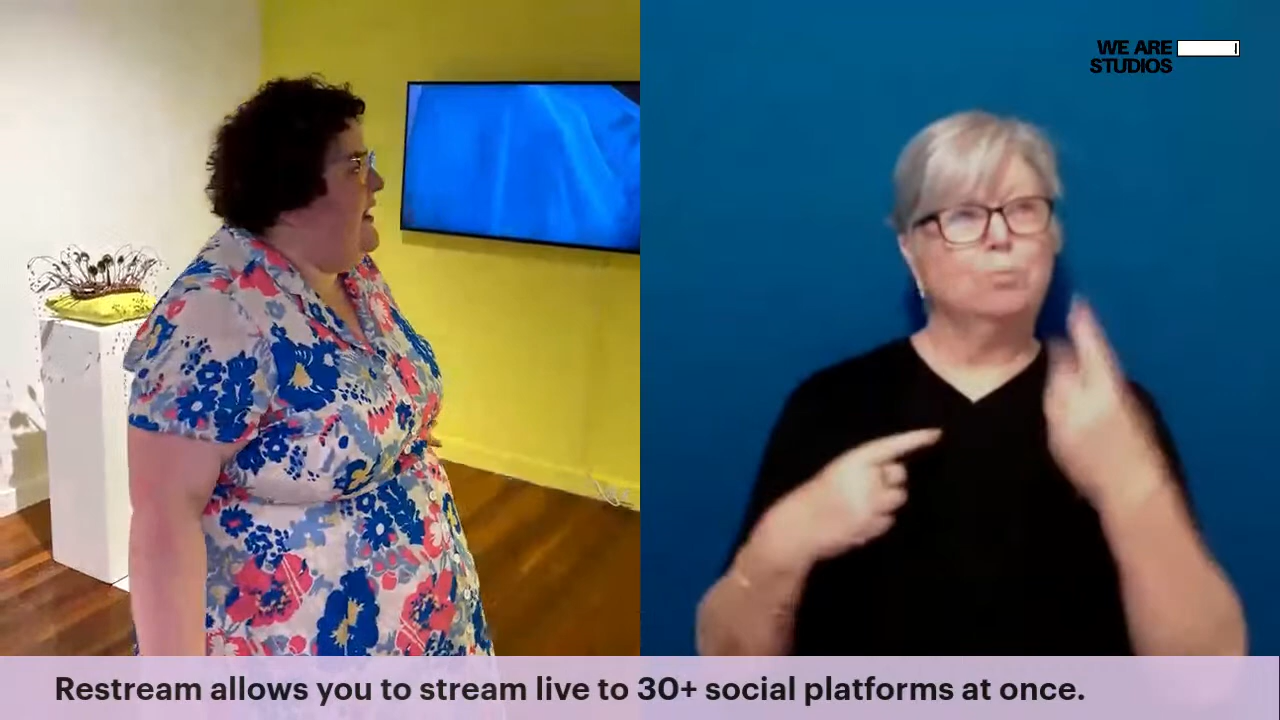 WE ARE
STUDIOS
Restream allows you to stream live to 30+ social platforms at once.